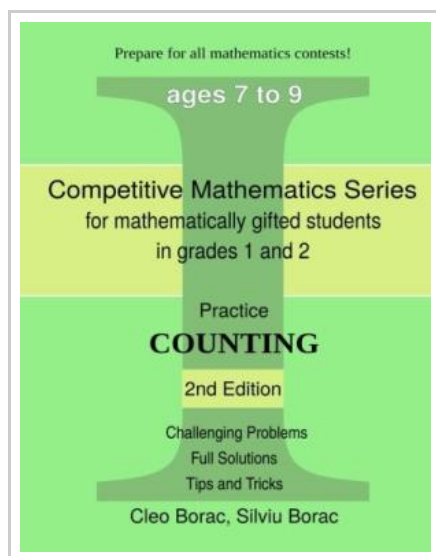 Prepare for all mathematics contests!
ages 7 to 9
Competitive Mathematics Series
for mathematically gifted students
in grades 1 and 2
Practice
COUNTING
2nd Edition
Challenging Problems
Full Solutions
Tips and Tricks
Cleo Borac, Silviu Borac